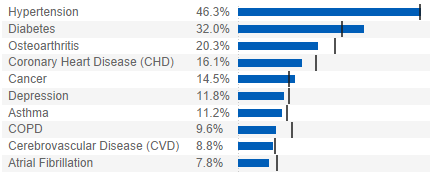 Hypertension 46.3%
Diabetes 32.0%
Osteoarthritis 20.3%
Coronary Heart Disease (CHD) 16.1%
Cancer 14.5%
Depression 11.8%
Asthma 11.2%
COPD 9.6%
Cerebrovascular Disease (CVD) 8.8%
Atrial Fibrillation 7.8%